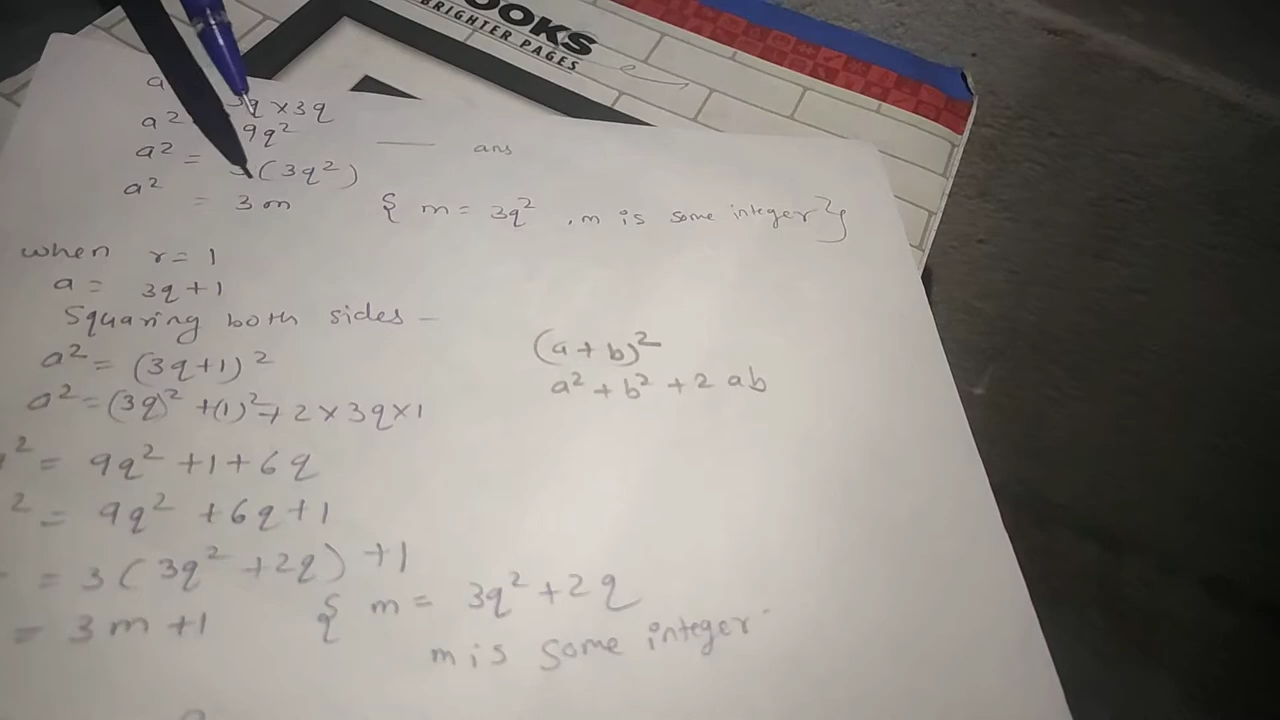 OOKS
BRIGHTER PAGES
a
a² 3q × 3q
a² = 9q² —— ans
a² = 3(3q²)
= 3m { m = 3q² , m is some integer }
when r = 1
a = 3q + 1
Squaring both sides –
a² = (3q+1)² (a + b)²
a² = (3q)² + (1)² + 2 × 3q × 1 a² + b² + 2 ab
² = 9q² + 1 + 6q
² = 9q² + 6q + 1
= 3 ( 3q² + 2q) + 1
= 3m + 1 { m = 3q² + 2q
m is some integer